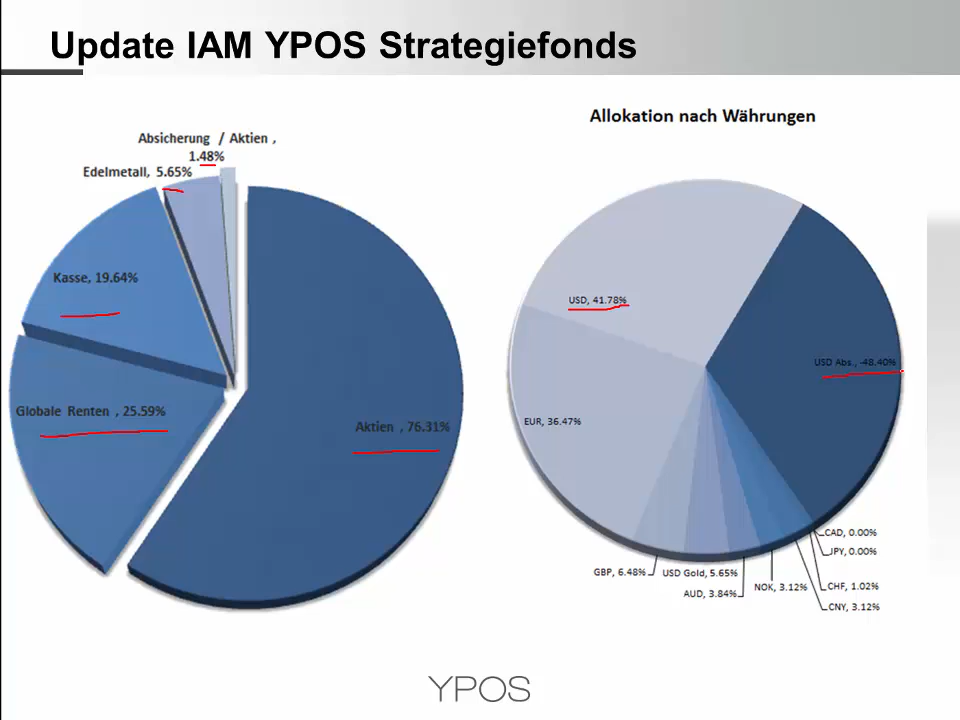 Update IAM YPOS Strategiefonds
Absicherung / Aktien ,
1.48%
Edelmetall, 5.65%
Kasse, 19.64%
Globale Renten , 25.59%
Aktien , 76.31%
Allokation nach Währungen
USD, 41.78%
USD Abs., -48.40%
EUR, 36.47%
CAD, 0.00%
JPY, 0.00%
GBP, 6.48%
USD Gold, 5.65%
AUD, 3.84%
NOK, 3.12%
CHF, 1.02%
CNY, 3.12%
YPOS